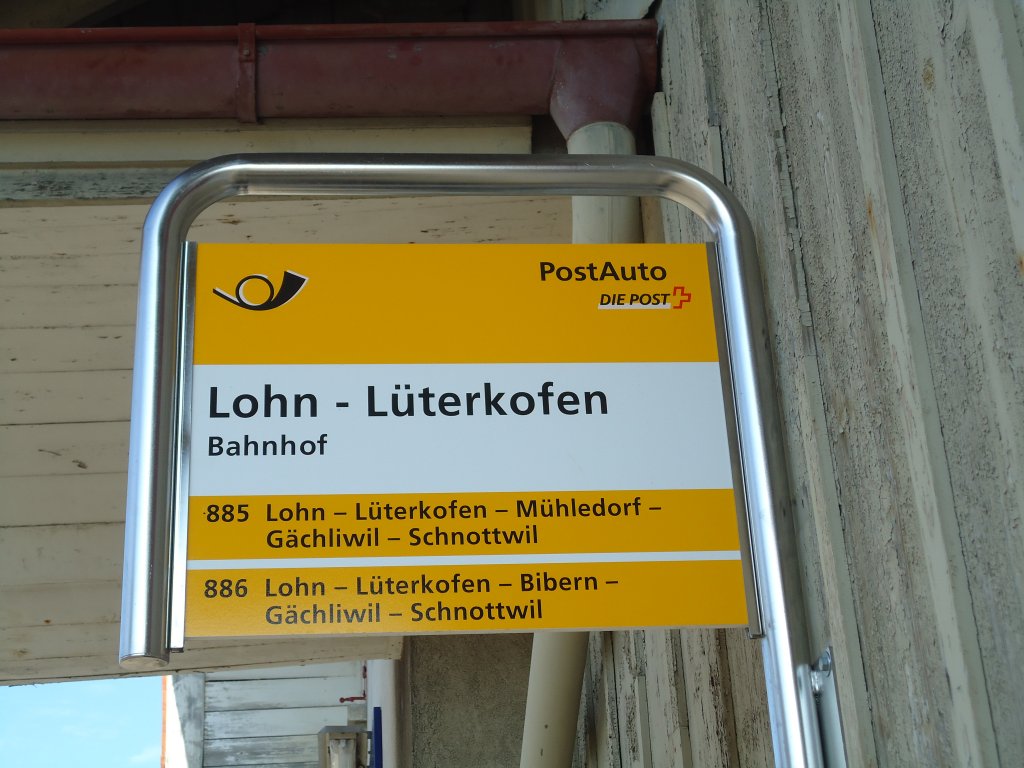 PostAuto
DIE POST
Lohn - Lüterkofen
Bahnhof
885 Lohn – Lüterkofen – Mühledorf –
Gächliwil – Schnottwil
886 Lohn – Lüterkofen – Bibern –
Gächliwil – Schnottwil